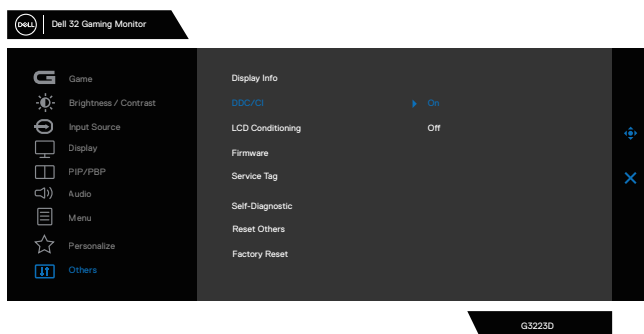 DELL
Dell 32 Gaming Monitor
Game
Brightness / Contrast
Input Source
Display
PIP/PBP
Audio
Menu
Personalize
Others
Display Info
DDC/CI
On
LCD Conditioning
Off
Firmware
Service Tag
Self-Diagnostic
Reset Others
Factory Reset
G3223D